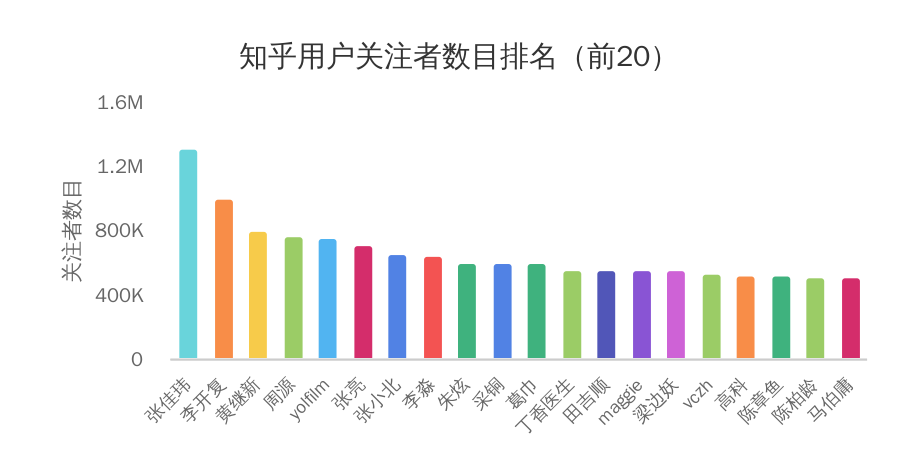 知乎用户关注者数目排名（前20）
关注者数目
1.6M
1.2M
800K
400K
0
张佳玮
李开复
黄继新
周源
yolfilm
张亮
张小北
李淼
朱炫
采铜
葛巾
丁香医生
田吉顺
maggie
梁边妖
vczh
高科
陈章鱼
陈柏龄
马伯庸